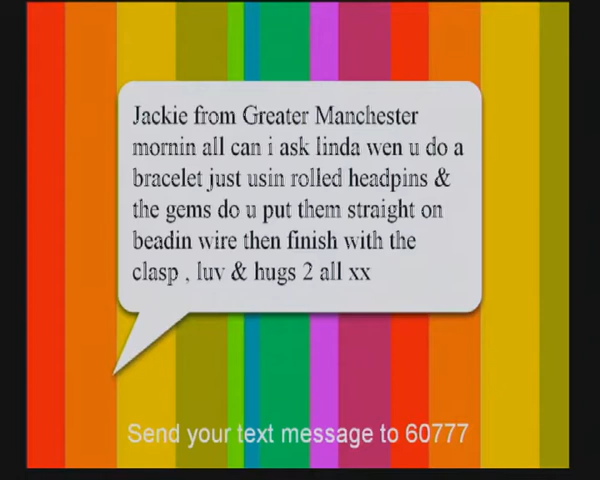 Jackie from Greater Manchester
mornin all can i ask linda wen u do a
bracelet just usin rolled headpins &
the gems do u put them straight on
beadin wire then finish with the
clasp , luv & hugs 2 all xx
Send your text message to 60777